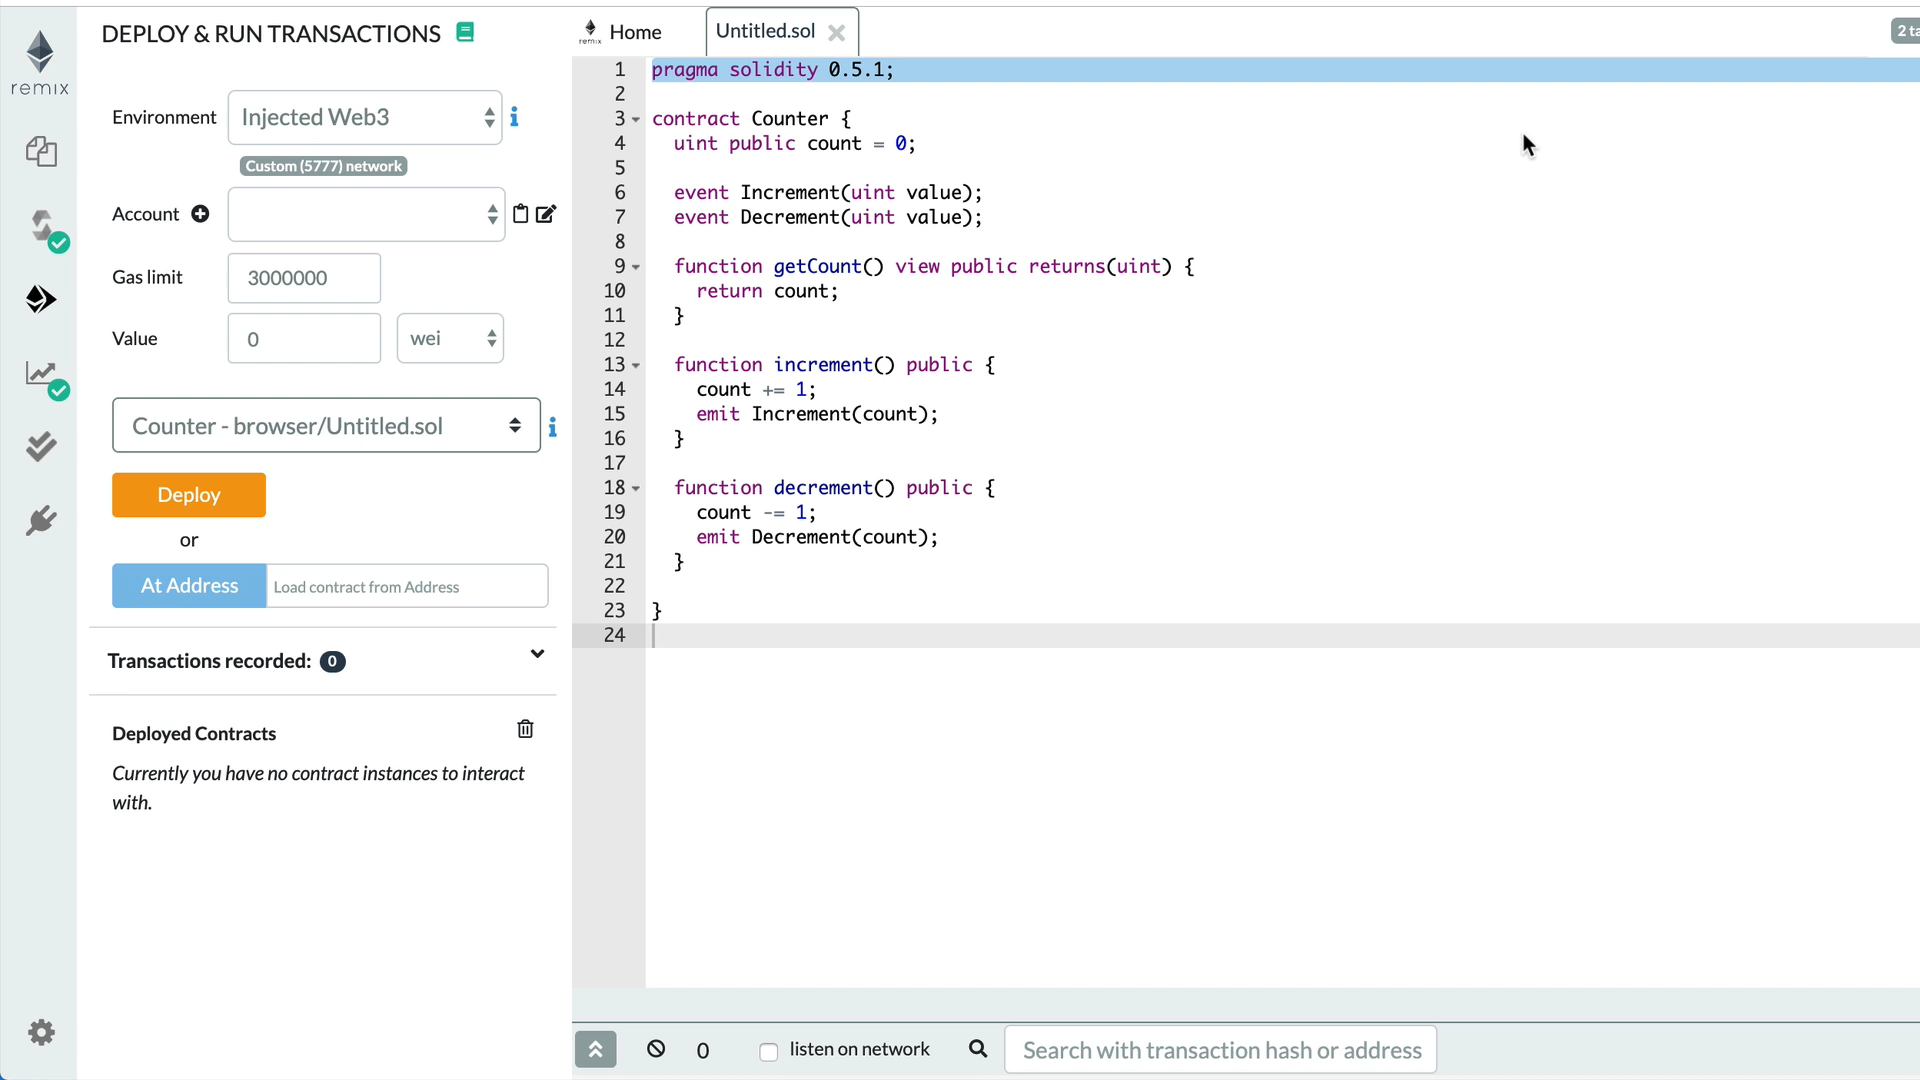 remix
DEPLOY & RUN TRANSACTIONS
Environment
Injected Web3
Custom (5777) network
Account
Gas limit
3000000
Value
0
wei
Counter - browser/Untitled.sol
Deploy
or
At Address
Load contract from Address
Transactions recorded: 0
Deployed Contracts
Currently you have no contract instances to interact
with.
remix
Home
Untitled.sol
1 pragma solidity 0.5.1;
2
3 contract Counter {
4 uint public count = 0;
5
6 event Increment(uint value);
7 event Decrement(uint value);
8
9 function getCount() view public returns(uint) {
10 return count;
11 }
12
13 function increment() public {
14 count += 1;
15 emit Increment(count);
16 }
17
18 function decrement() public {
19 count -= 1;
20 emit Decrement(count);
21 }
22
23 }
24
0
listen on network
Search with transaction hash or address